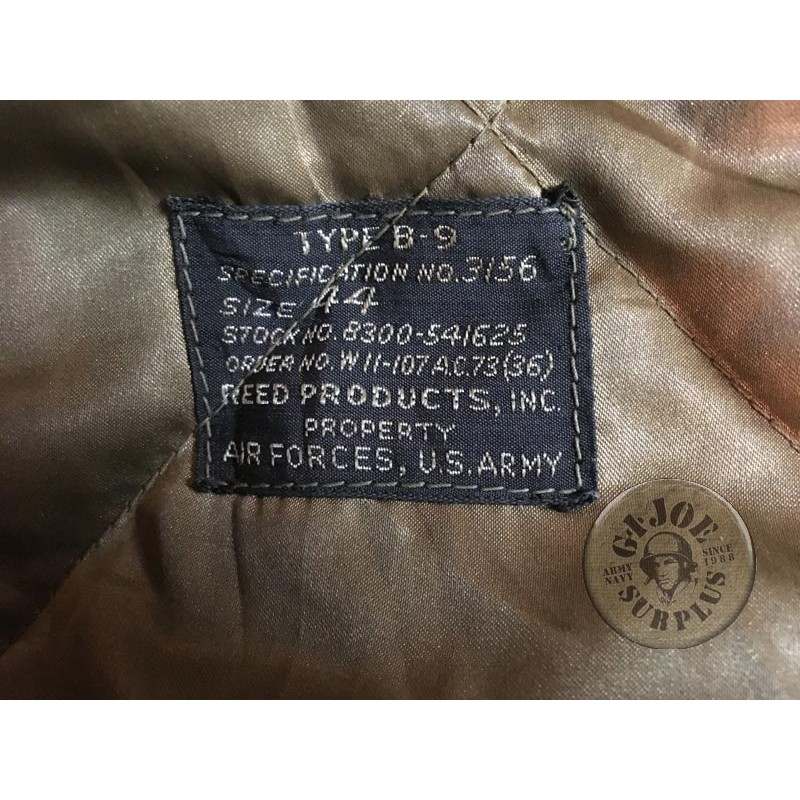 TYPE B-9
SPECIFICATION NO. 3156
SIZE 44
STOCK NO. 8300-541625
ORDER NO. W 11-107 A.C. 73 (36)
REED PRODUCTS, INC.
PROPERTY
AIR FORCES, U.S. ARMY
G.I. JOE
ARMY NAVY
SINCE 1988
SURPLUS